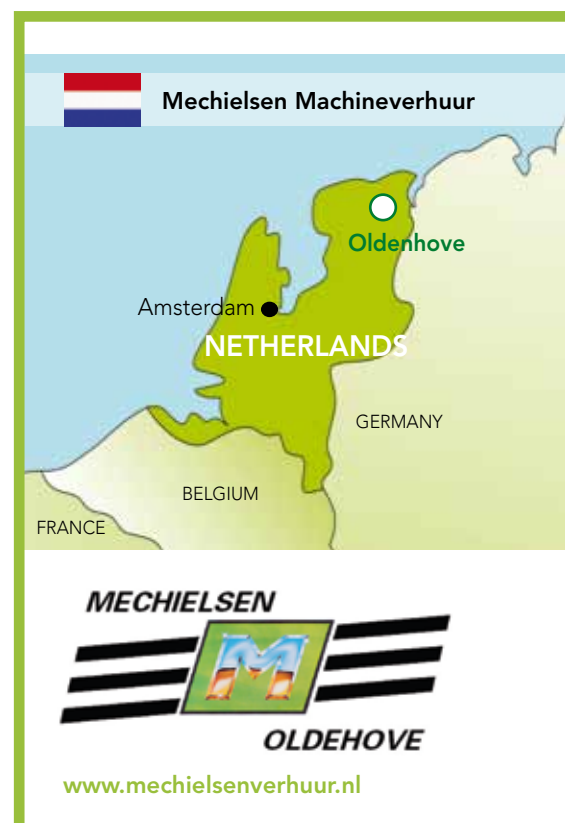 Mechielsen Machineverhuur
Oldenhove
Amsterdam
NETHERLANDS
GERMANY
BELGIUM
FRANCE
MECHIELSEN
M
OLDEHOVE
www.mechielsenverhuur.nl